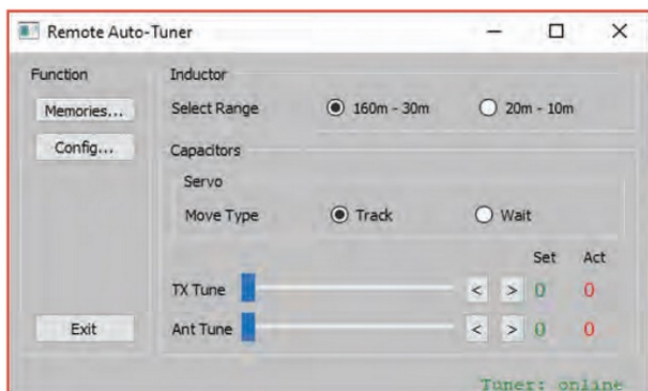 Remote Auto-Tuner
Function
Memories...
Config...
Exit
Inductor
Select Range 160m - 30m 20m - 10m
Capacitors
Servo
Move Type Track Wait
Set Act
TX Tune < > 0 0
Ant Tune < > 0 0
Tuner: online